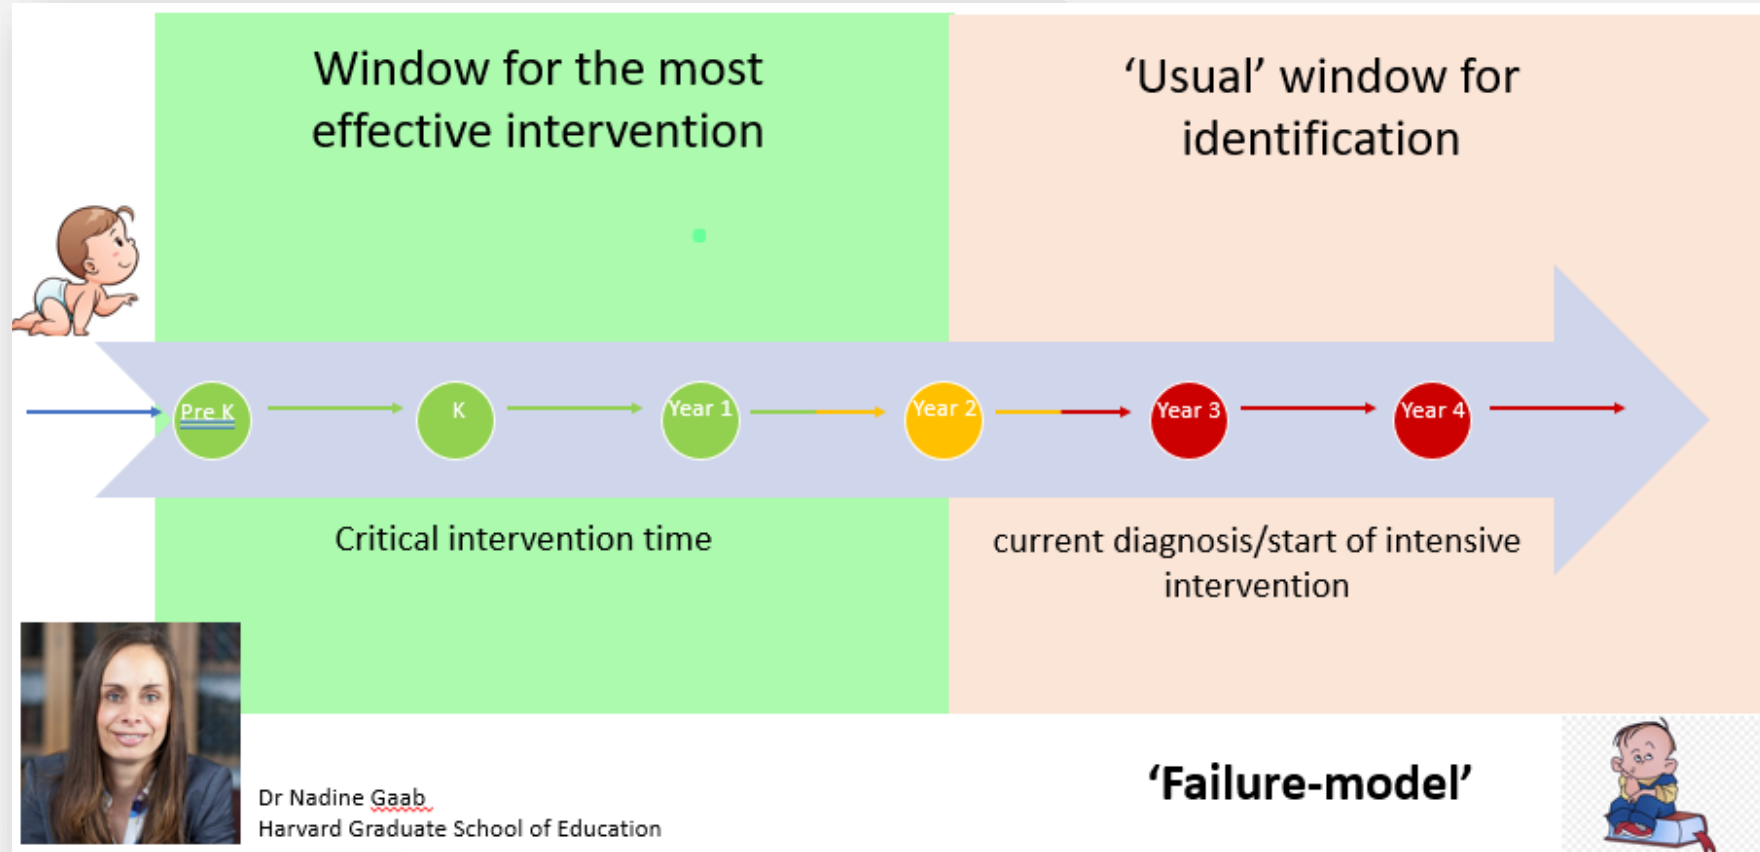 Window for the most
effective intervention
‘Usual’ window for
identification
Pre K
K
Year 1
Year 2
Year 3
Year 4
Critical intervention time
current diagnosis/start of intensive
intervention
Dr Nadine Gaab
Harvard Graduate School of Education
‘Failure-model’